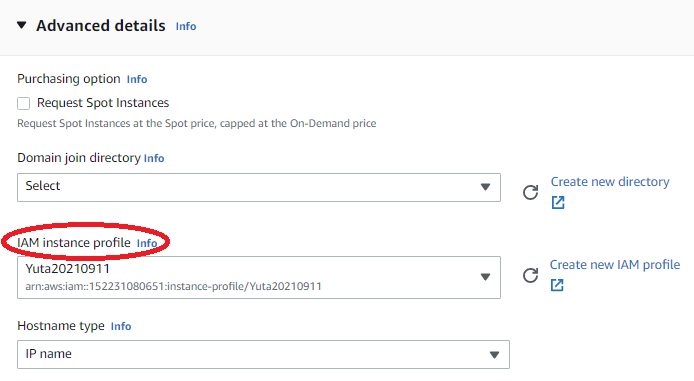 Advanced details Info
Purchasing option Info
Request Spot Instances
Request Spot Instances at the Spot price, capped at the On-Demand price
Domain join directory Info
Select
Create new directory
IAM instance profile Info
Yuta20210911
arn:aws:iam::152231080651:instance-profile/Yuta20210911
Create new IAM profile
Hostname type Info
IP name